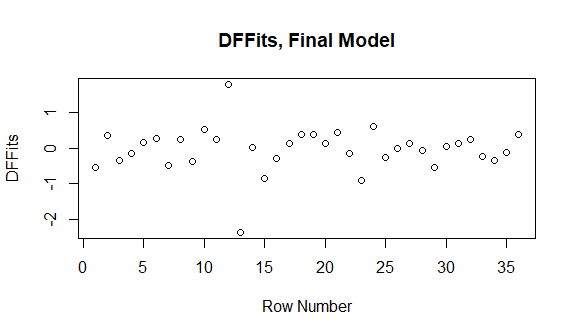 DFFits, Final Model
DFFits
1
0
-1
-2
0 5 10 15 20 25 30 35
Row Number